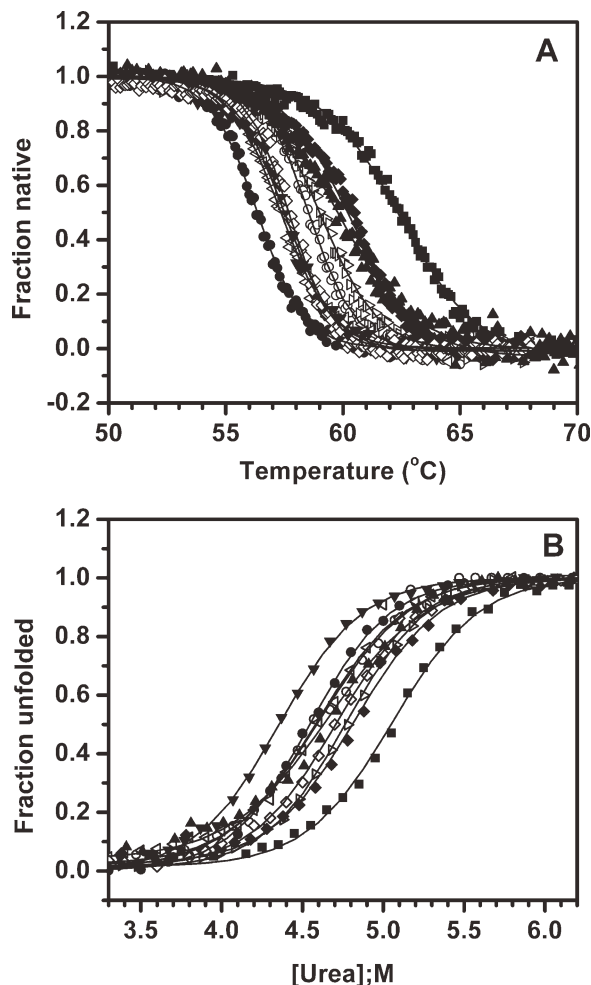 A
1.2
1.0
0.8
0.6
0.4
0.2
0.0
-0.2
Fraction native
50 55 60 65 70
Temperature (°C)
B
1.2
1.0
0.8
0.6
0.4
0.2
0.0
Fraction unfolded
3.5 4.0 4.5 5.0 5.5 6.0
[Urea];M